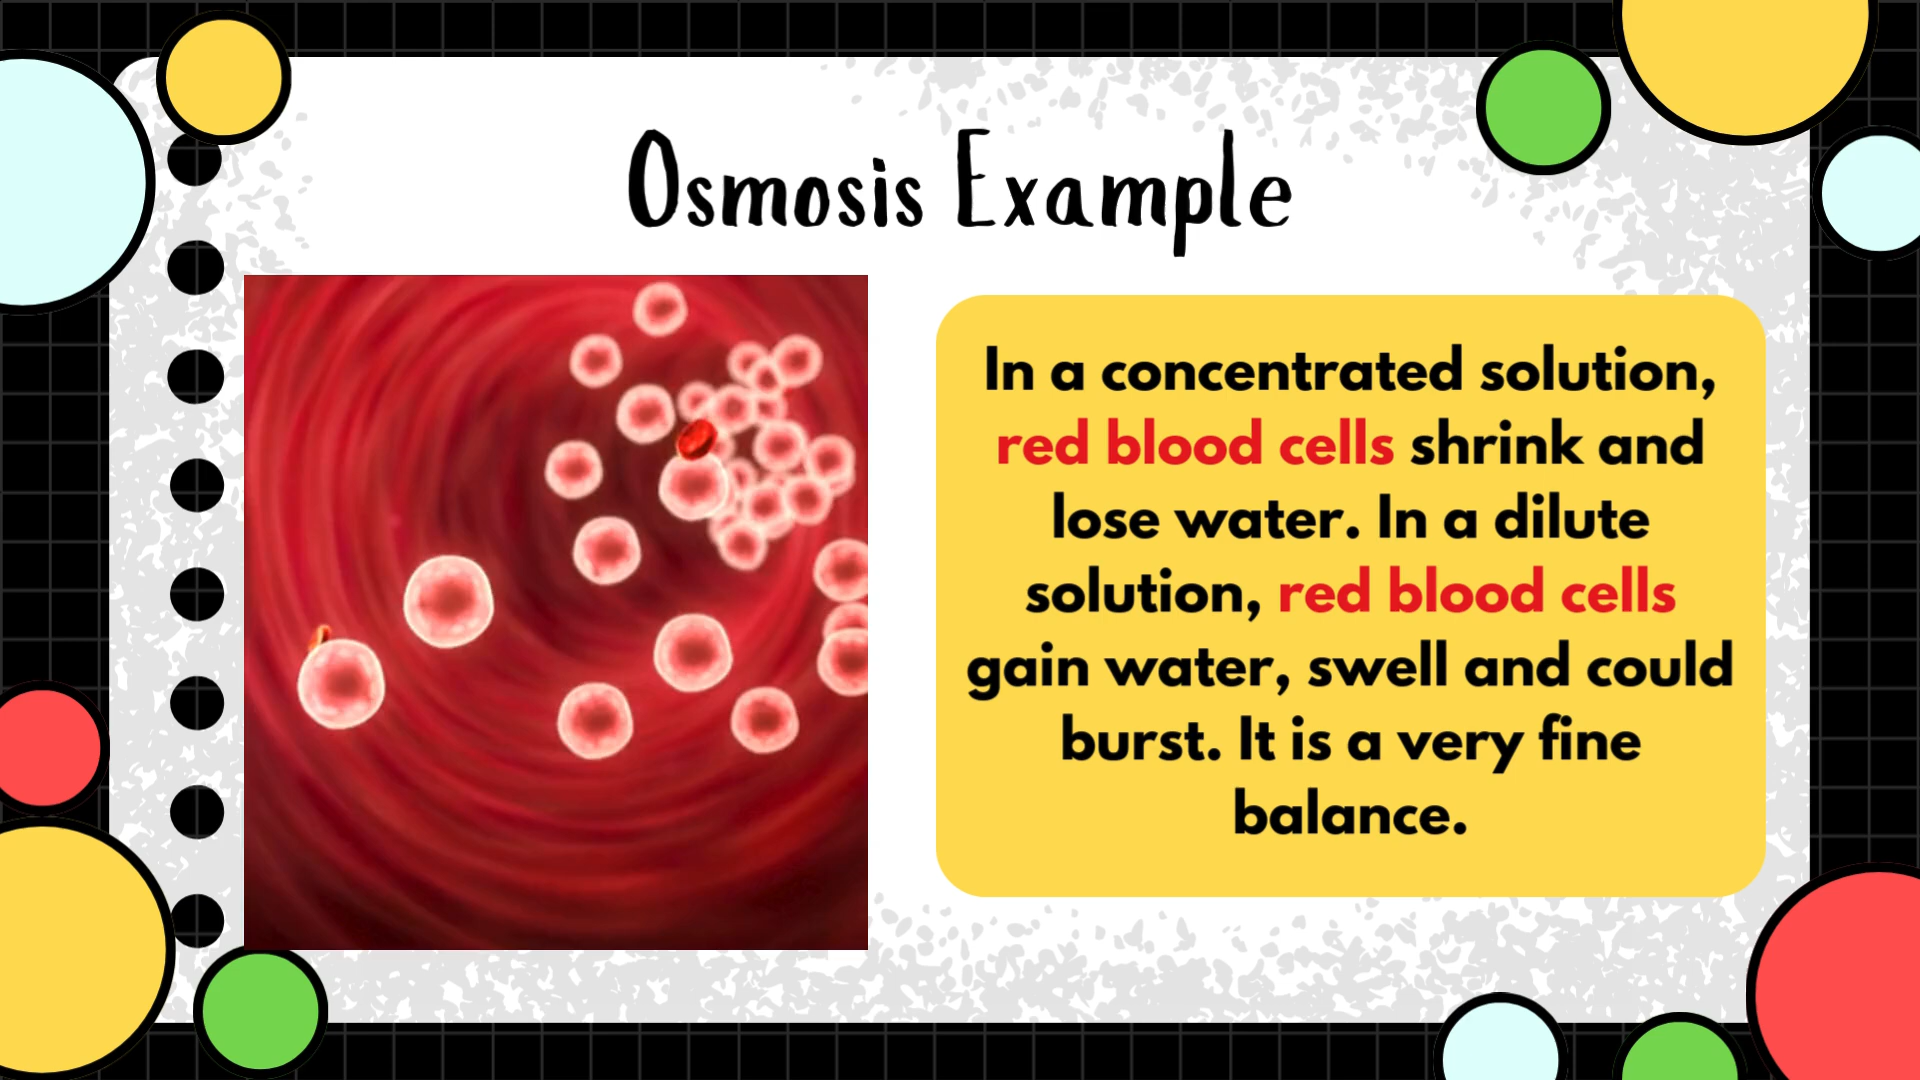 Osmosis Example
In a concentrated solution,
red blood cells shrink and
lose water. In a dilute
solution, red blood cells
gain water, swell and could
burst. It is a very fine
balance.